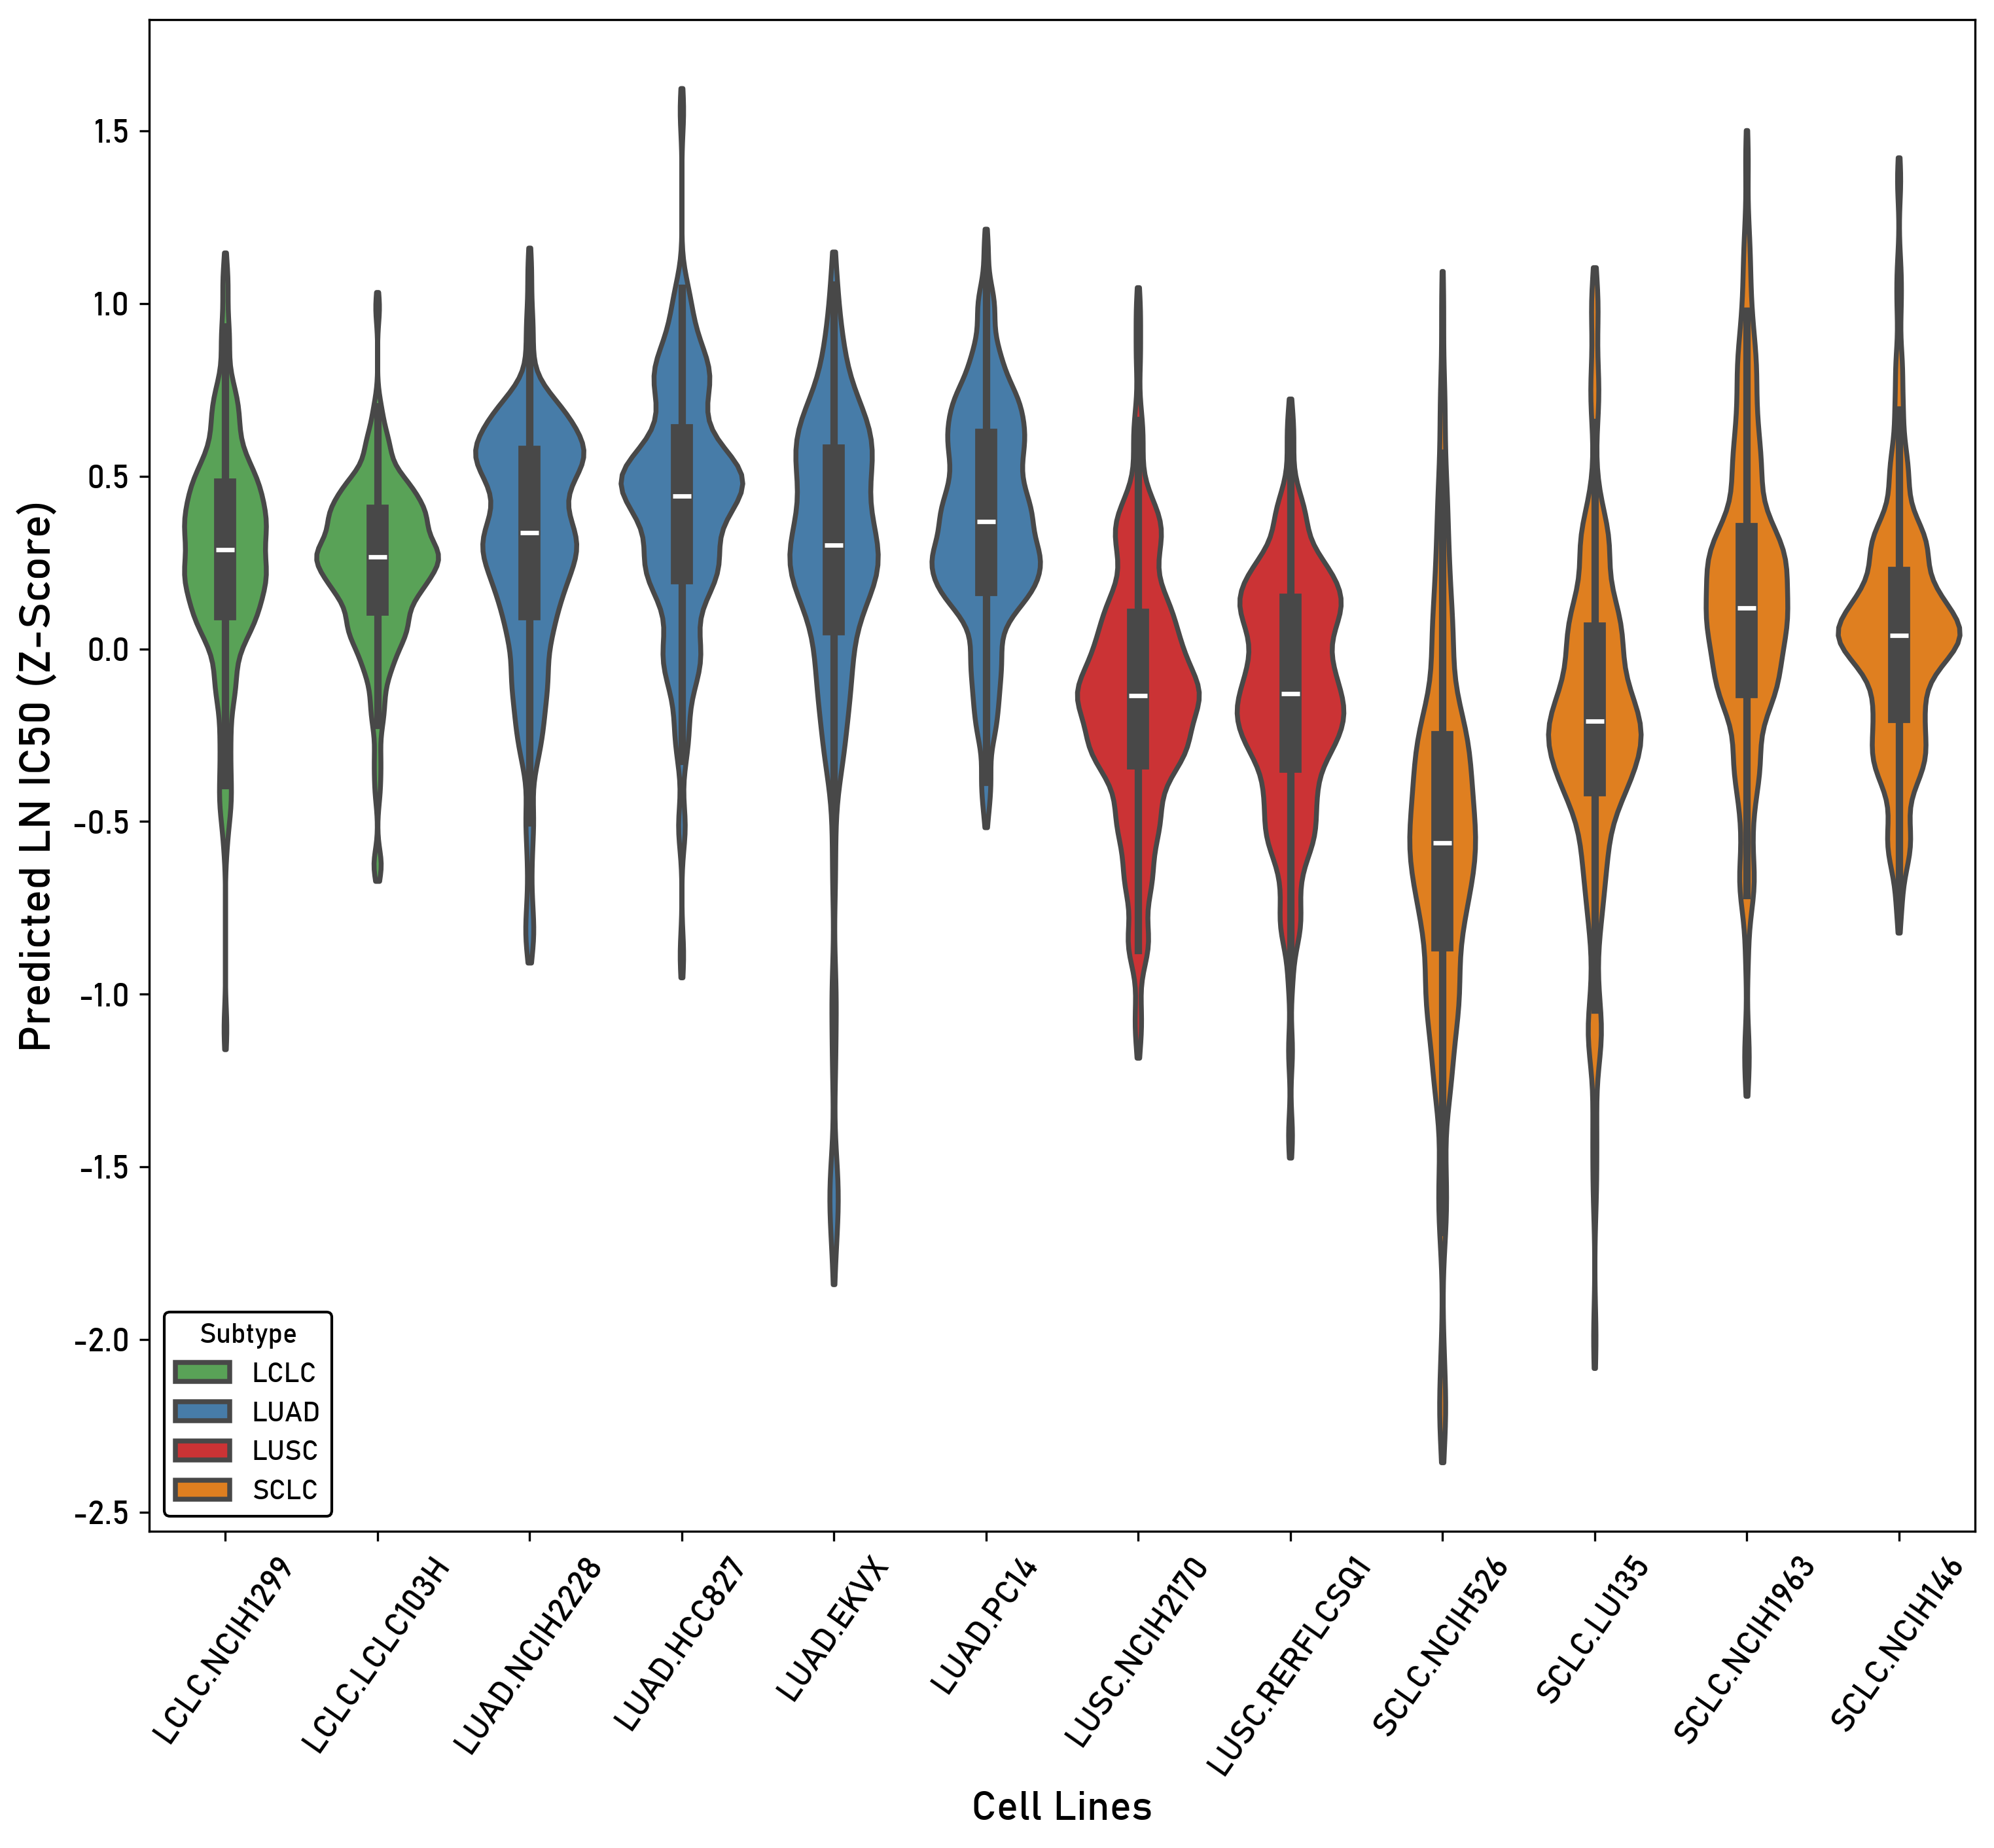 Predicted LN IC50 (Z-Score)
1.5
1.0
0.5
0.0
-0.5
-1.0
-1.5
-2.0
-2.5
Subtype
LCLC
LUAD
LUSC
SCLC
LCLC.NCIH1299
LCLC.LCLC103H
LUAD.NCIH2228
LUAD.HCC827
LUAD.EKVX
LUAD.PC14
LUSC.NCIH2170
LUSC.RERFLCSQ1
SCLC.NCIH526
SCLC.LU135
SCLC.NCIH1963
SCLC.NCIH146
Cell Lines